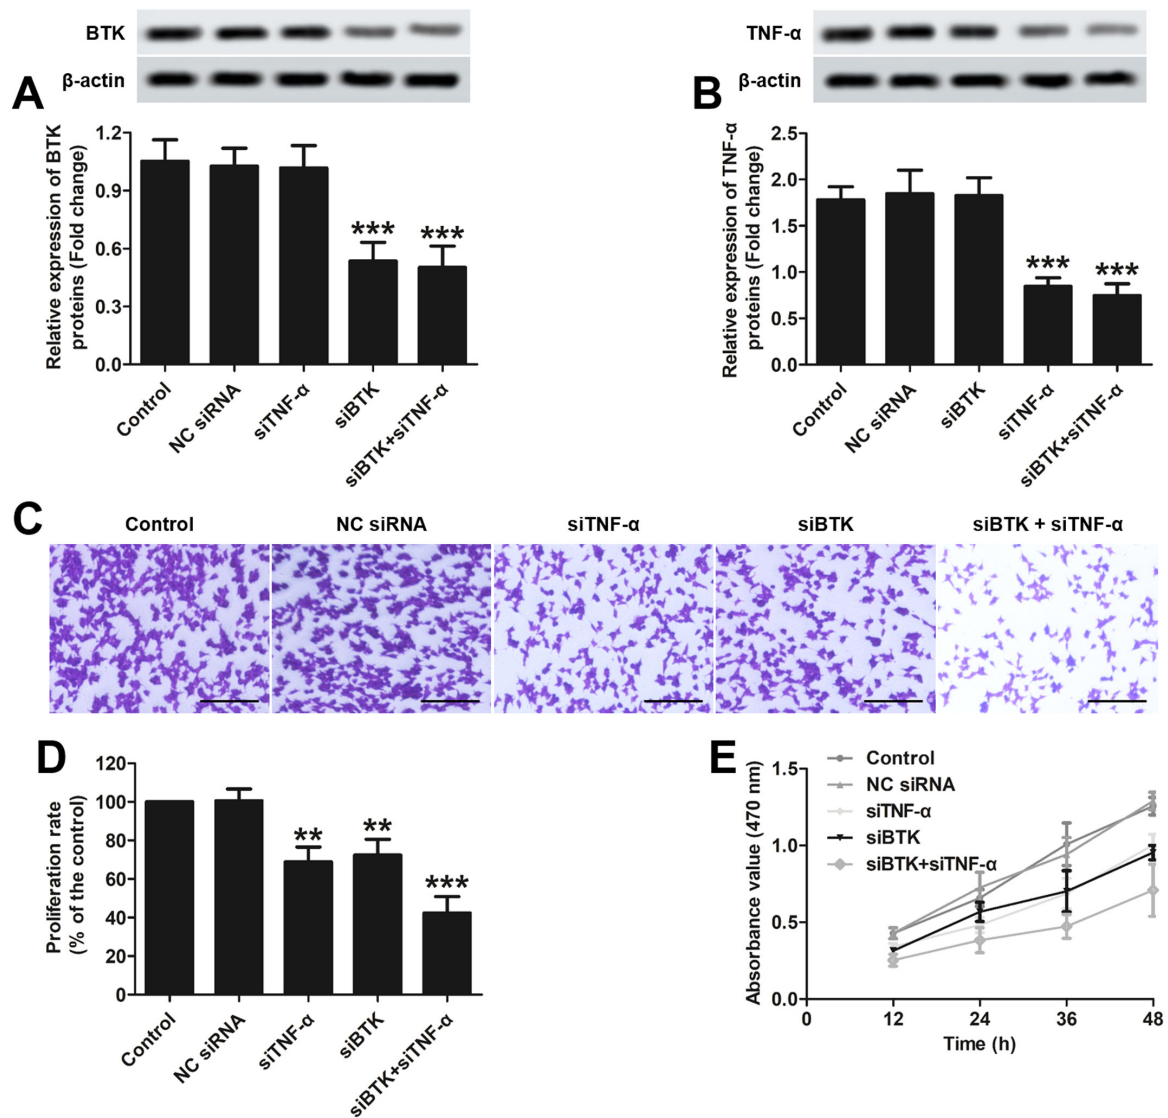 BTK
β-actin
A
Relative expression of BTK
proteins (Fold change)
1.2
0.9
0.6
0.3
0.0
***
***
Control
NC siRNA
siTNF-α
siBTK
siBTK+siTNF-α
TNF-α
β-actin
B
Relative expression of TNF-α
proteins (Fold change)
2.5
2.0
1.5
1.0
0.5
0.0
***
***
Control
NC siRNA
siBTK
siTNF-α
siBTK+siTNF-α
C
Control
NC siRNA
siTNF-α
siBTK
siBTK + siTNF-α
D
Proliferation rate
(% of the control)
120
100
80
60
40
20
0
**
**
***
Control
NC siRNA
siTNF-α
siBTK
siBTK+siTNF-α
E
Absorbance value (470 nm)
1.5
1.0
0.5
0.0
Control
NC siRNA
siTNF-α
siBTK
siBTK+siTNF-α
0
12
24
36
48
Time (h)